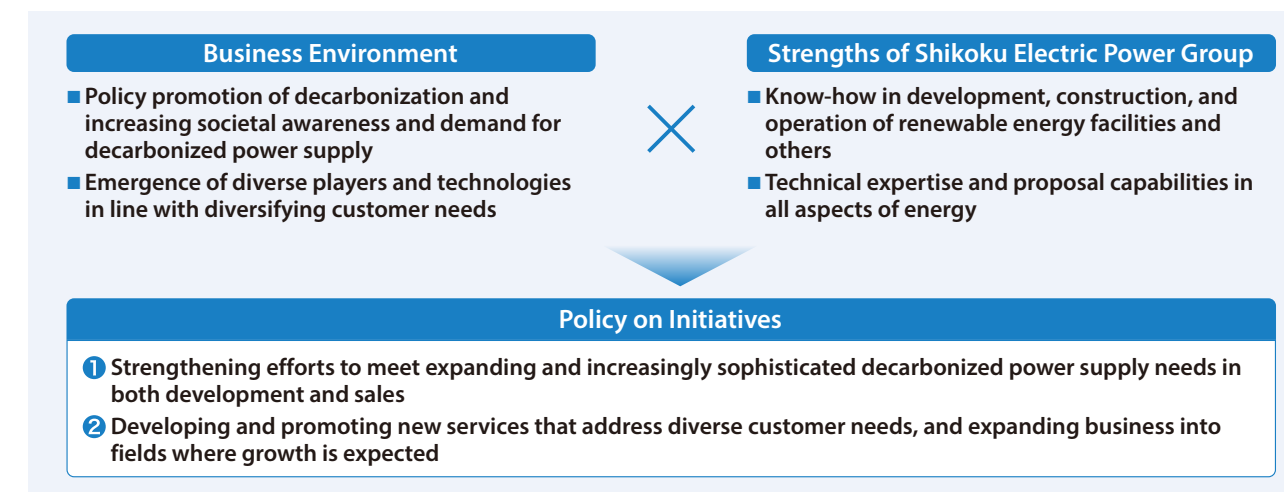 Business Environment
■ Policy promotion of decarbonization and
increasing societal awareness and demand for
decarbonized power supply
■ Emergence of diverse players and technologies
in line with diversifying customer needs
×
Strengths of Shikoku Electric Power Group
■ Know-how in development, construction, and
operation of renewable energy facilities and
others
■ Technical expertise and proposal capabilities in
all aspects of energy
Policy on Initiatives
❶ Strengthening efforts to meet expanding and increasingly sophisticated decarbonized power supply needs in
both development and sales
❷ Developing and promoting new services that address diverse customer needs, and expanding business into
fields where growth is expected